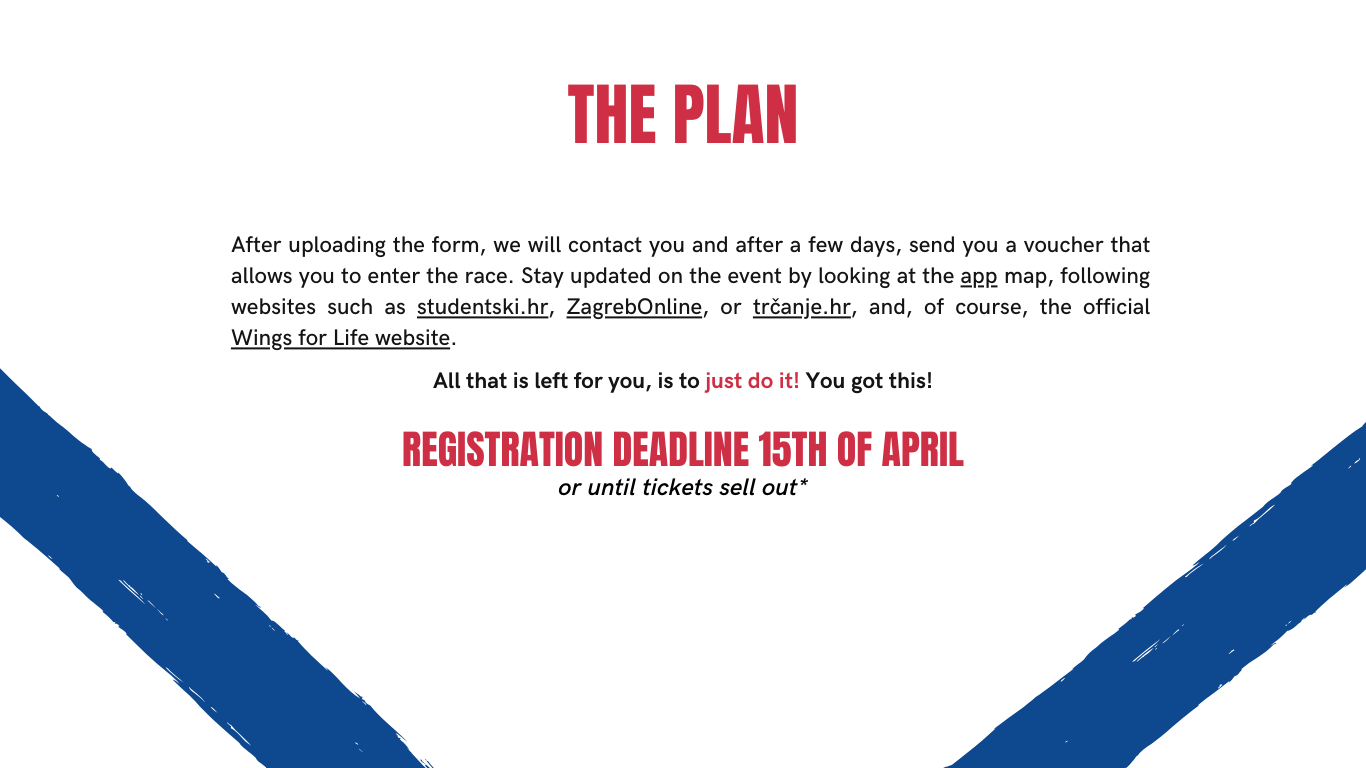 THE PLAN
After uploading the form, we will contact you and after a few days, send you a voucher that
allows you to enter the race. Stay updated on the event by looking at the app map, following
websites such as studentski.hr, ZagrebOnline, or trčanje.hr, and, of course, the official
Wings for Life website.
All that is left for you, is to just do it! You got this!
REGISTRATION DEADLINE 15TH OF APRIL
or until tickets sell out*